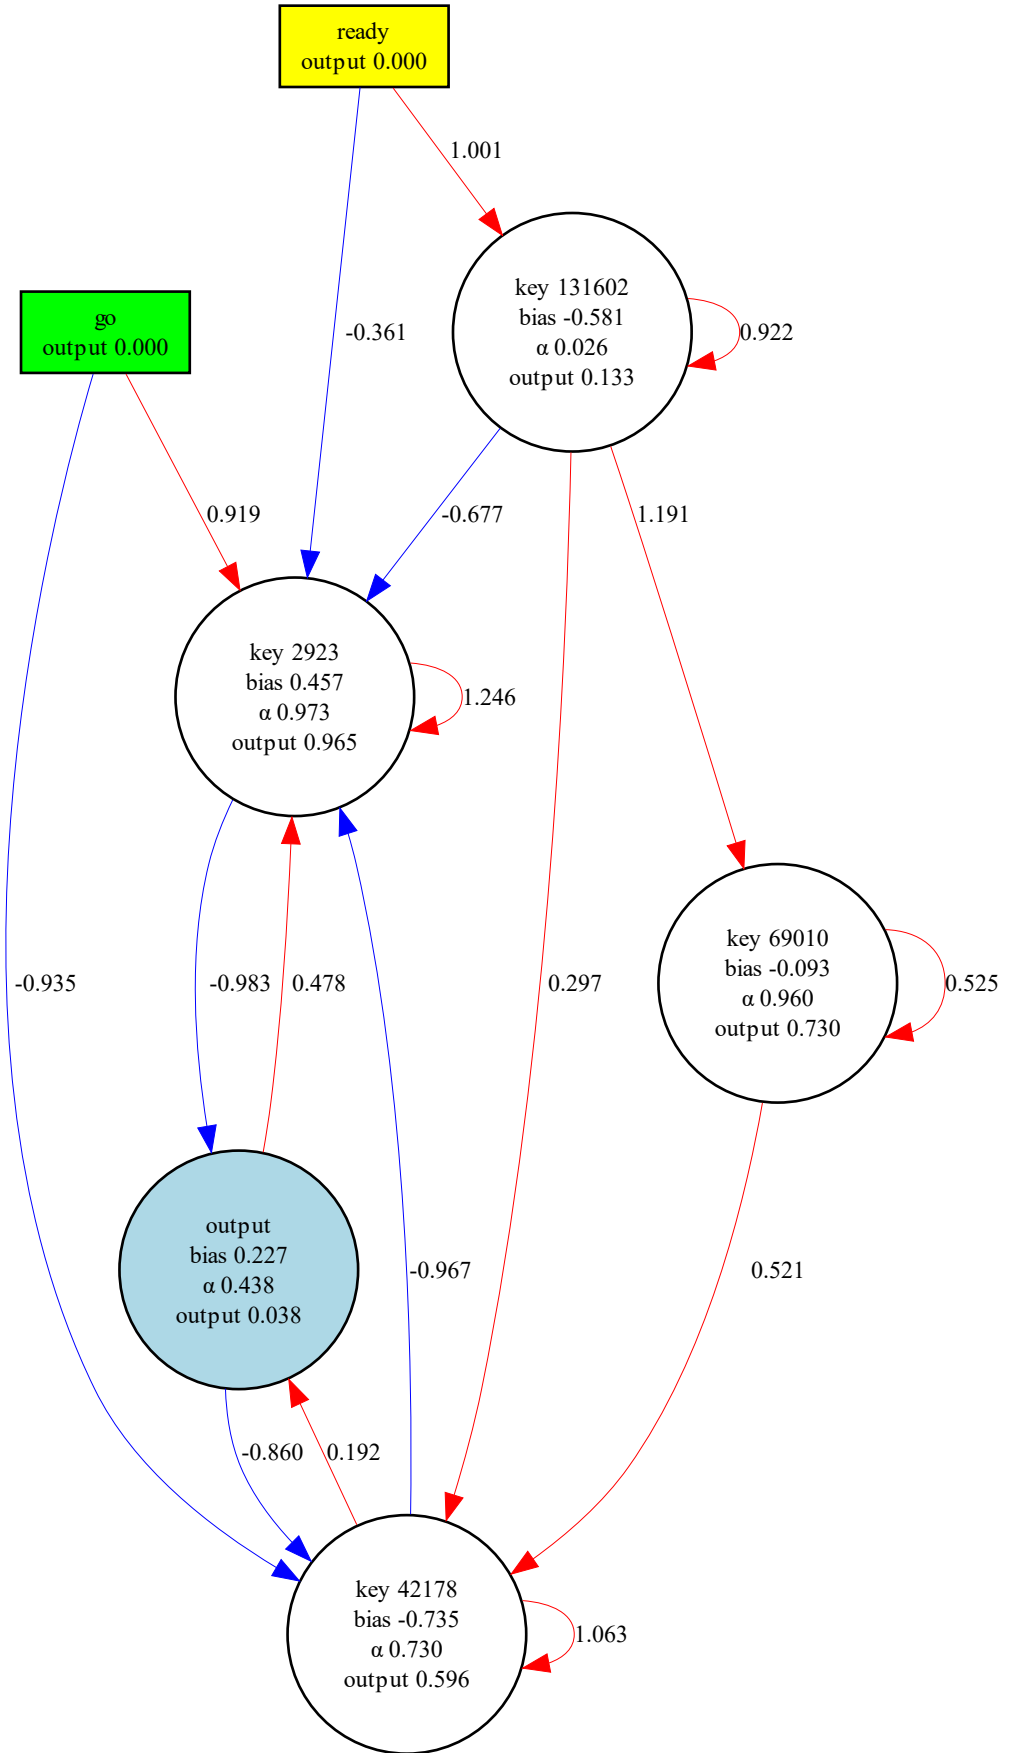 ready
output 0.000
1.001
key 131602
bias -0.581
α 0.026
output 0.133
0.922
go
output 0.000
-0.361
0.919
-0.677
1.191
key 2923
bias 0.457
α 0.973
output 0.965
1.246
key 69010
bias -0.093
α 0.960
output 0.730
0.525
-0.935
-0.983
0.478
0.297
output
bias 0.227
α 0.438
output 0.038
-0.967
0.521
-0.860
0.192
key 42178
bias -0.735
α 0.730
output 0.596
1.063